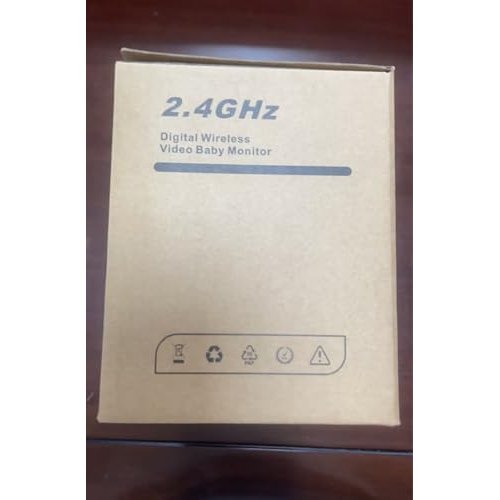 2.4GHz
Digital Wireless
Video Baby Monitor